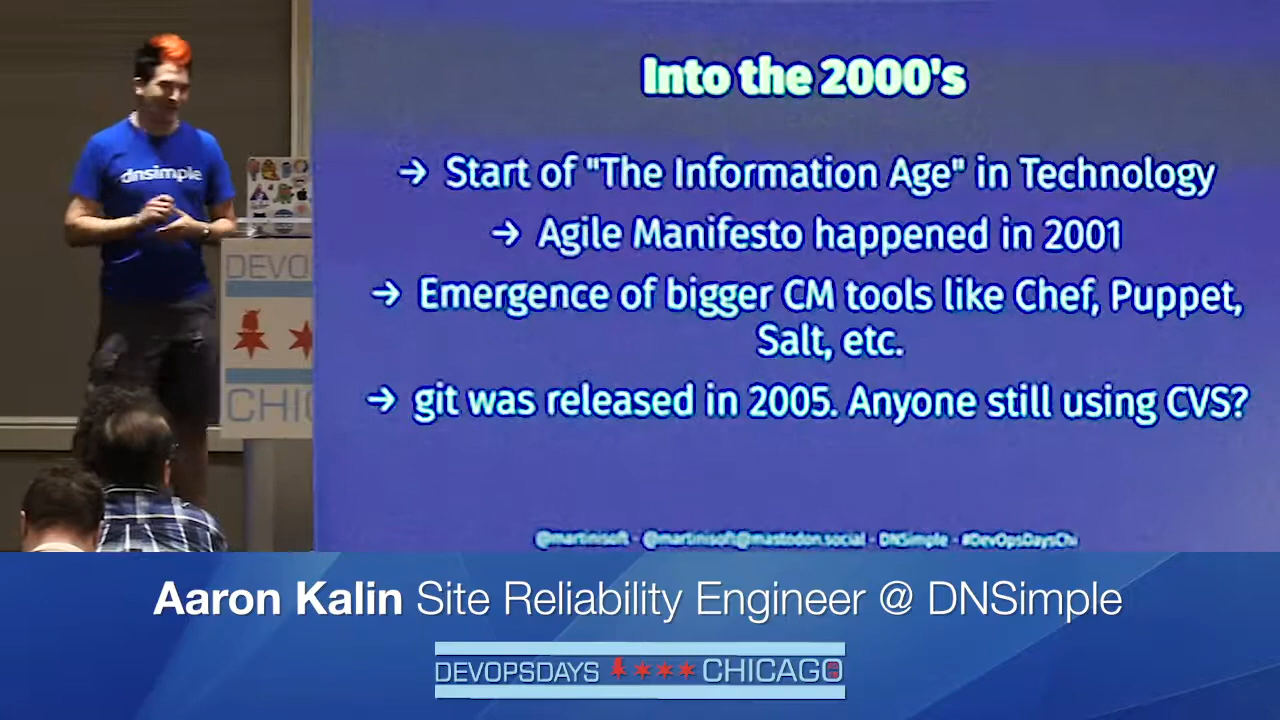 Into the 2000's
→ Start of "The Information Age" in Technology
→ Agile Manifesto happened in 2001
→ Emergence of bigger CM tools like Chef, Puppet,
Salt, etc.
→ git was released in 2005. Anyone still using CVS?
@martinisoft - @martinisoft@mastodon.social - DNSimple - #DevOpsDaysChi
dnsimple
DEVO
CHIC
Aaron Kalin Site Reliability Engineer @ DNSimple
DEVOPSDAYS CHICAGO